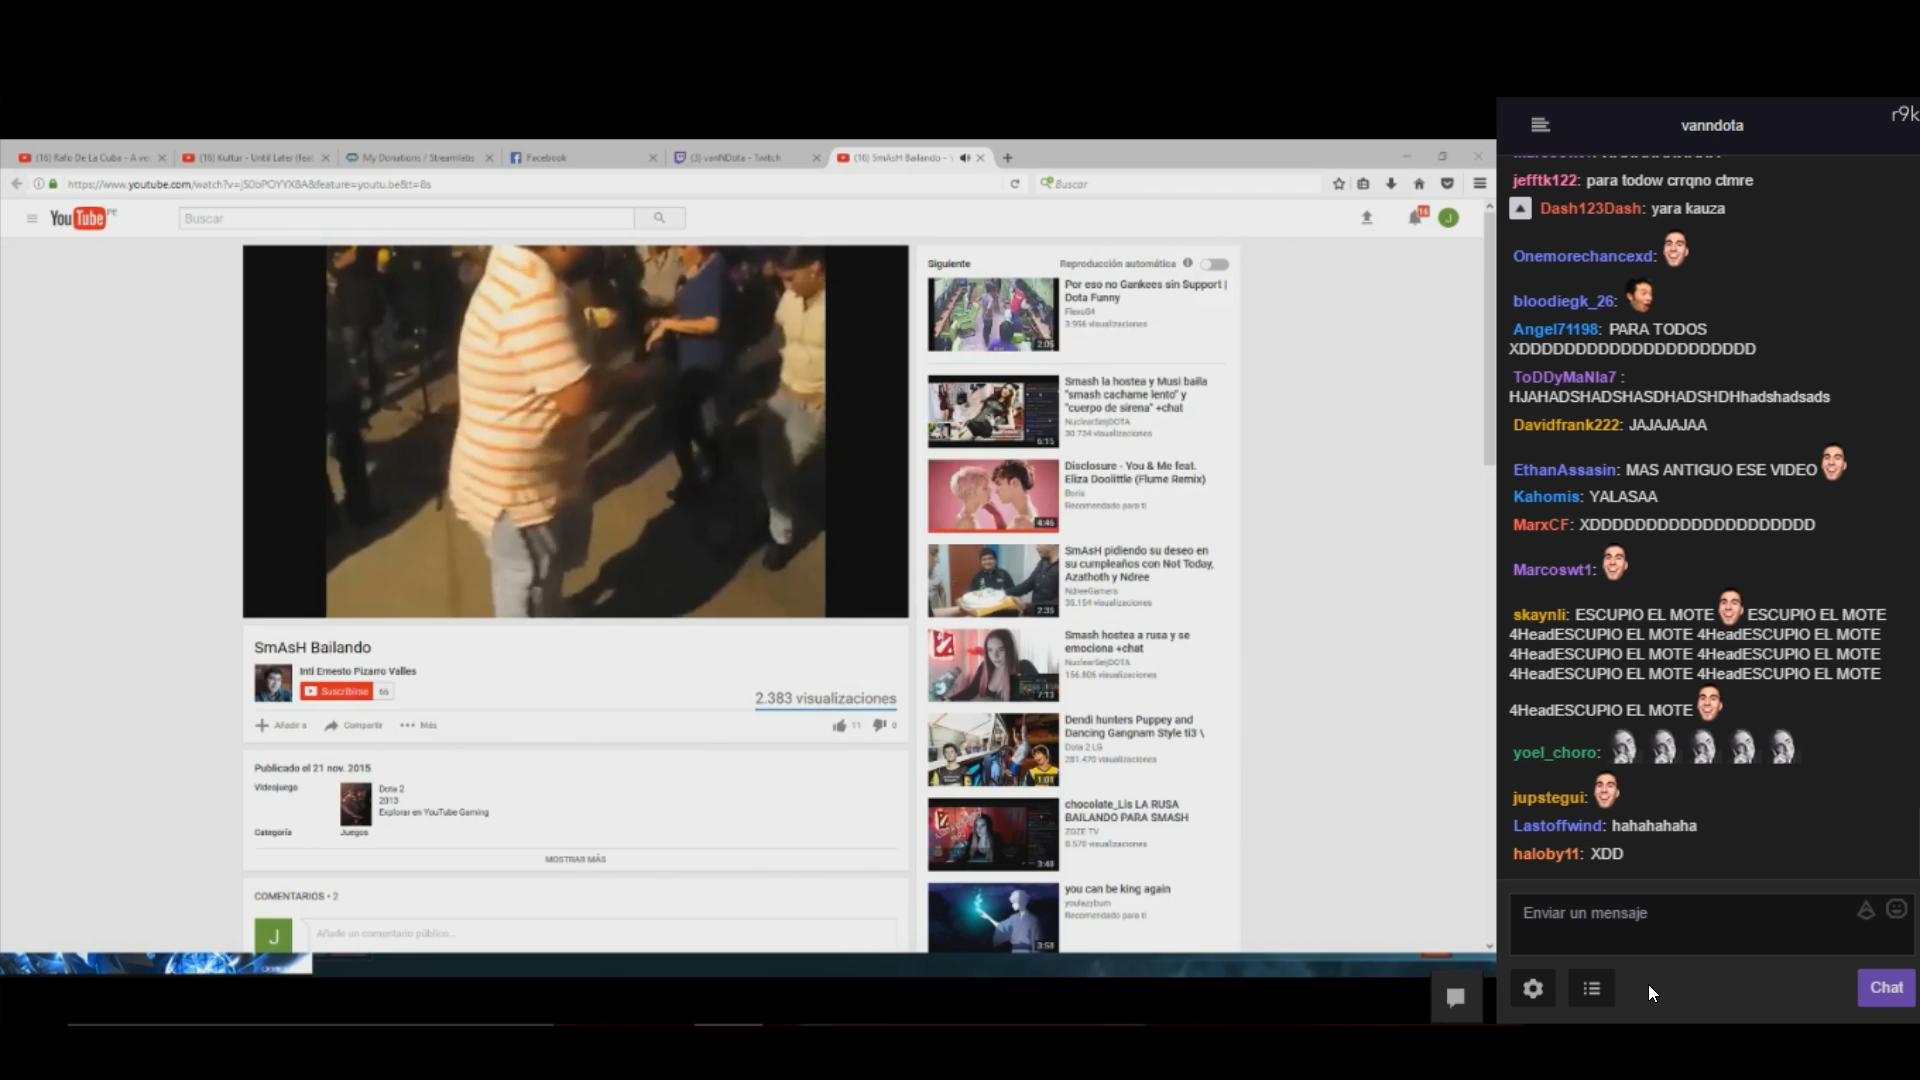 r9k
vanndota
(16) Rafo De La Cuba - A ve
(16) Kultur - Until Later (feat
My Donations / Streamlabs
Facebook
(3) vanNDota - Twitch
(16) SmAsH Bailando - Y
https://www.youtube.com/watch?v=jS0bPOYYXBA&feature=youtu.be&t=8s
Buscar
YouTube PE
Buscar
16
J
Siguiente
Reproducción automática
Por eso no Gankees sin Support |
Dota Funny
Flexu84
3.956 visualizaciones
2:05
Smash la hostea y Musi baila
"smash cachame lento" y
"cuerpo de sirena" +chat
NuclearSenjDOTA
30.734 visualizaciones
6:15
Disclosure - You & Me feat.
Eliza Doolittle (Flume Remix)
Boris
Recomendado para ti
4:46
SmAsH pidiendo su deseo en
su cumpleaños con Not Today,
Azathoth y Ndree
NdreeGamers
35.154 visualizaciones
2:35
Smash hostea a rusa y se
emociona +chat
156.806 visualizaciones
7:13
Dendi hunters Puppey and
Dancing Gangnam Style ti3 \
Dota 2 LG
281.470 visualizaciones
1:01
chocolate_Lis LA RUSA
BAILANDO PARA SMASH
ZOZE TV
8.570 visualizaciones
3:48
you can be king again
youlazybum
Recomendado para ti
3:58
SmAsH Bailando
Inti Ernesto Pizarro Valles
Suscribirse 66
2.383 visualizaciones
Añadir a
Compartir
Más
11
0
Publicado el 21 nov. 2015
Videojuego
Dota 2
2013
Explorar en YouTube Gaming
Categoría
Juegos
MOSTRAR MÁS
COMENTARIOS • 2
J
Añade un comentario público...
jefftk122: para todow crrqno ctmre
Dash123Dash: yara kauza
Onemorechancexd:
bloodiegk_26:
Angel71198: PARA TODOS
XDDDDDDDDDDDDDDDDDDDDD
ToDDyMaNIa7 :
HJAHADSHADSHASDHADSHDHhadshadsads
Davidfrank222: JAJAJAJAA
EthanAssasin: MAS ANTIGUO ESE VIDEO
Kahomis: YALASAA
MarxCF: XDDDDDDDDDDDDDDDDDDDD
Marcoswt1:
skaynli: ESCUPIO EL MOTE ESCUPIO EL MOTE
4HeadESCUPIO EL MOTE 4HeadESCUPIO EL MOTE
4HeadESCUPIO EL MOTE 4HeadESCUPIO EL MOTE
4HeadESCUPIO EL MOTE 4HeadESCUPIO EL MOTE
4HeadESCUPIO EL MOTE
yoel_choro:
jupstegui:
Lastoffwind: hahahahaha
haloby11: XDD
Enviar un mensaje
Chat